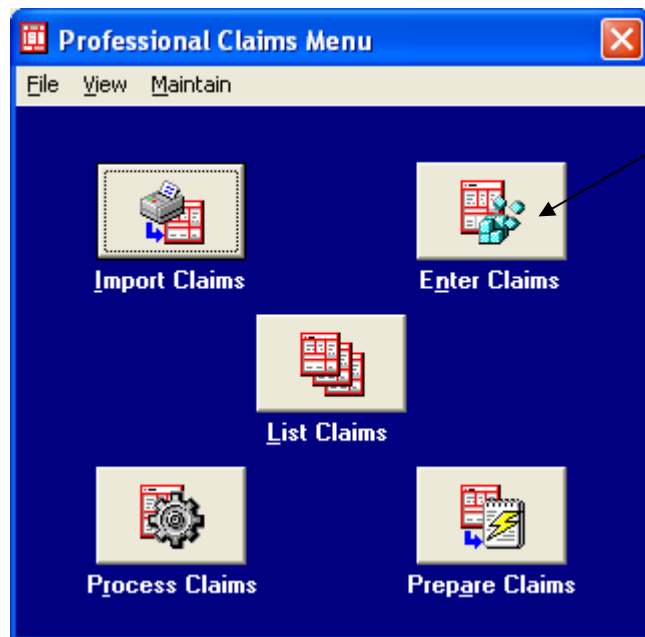 Professional Claims Menu
File View Maintain
Import Claims Enter Claims
List Claims
Process Claims Prepare Claims